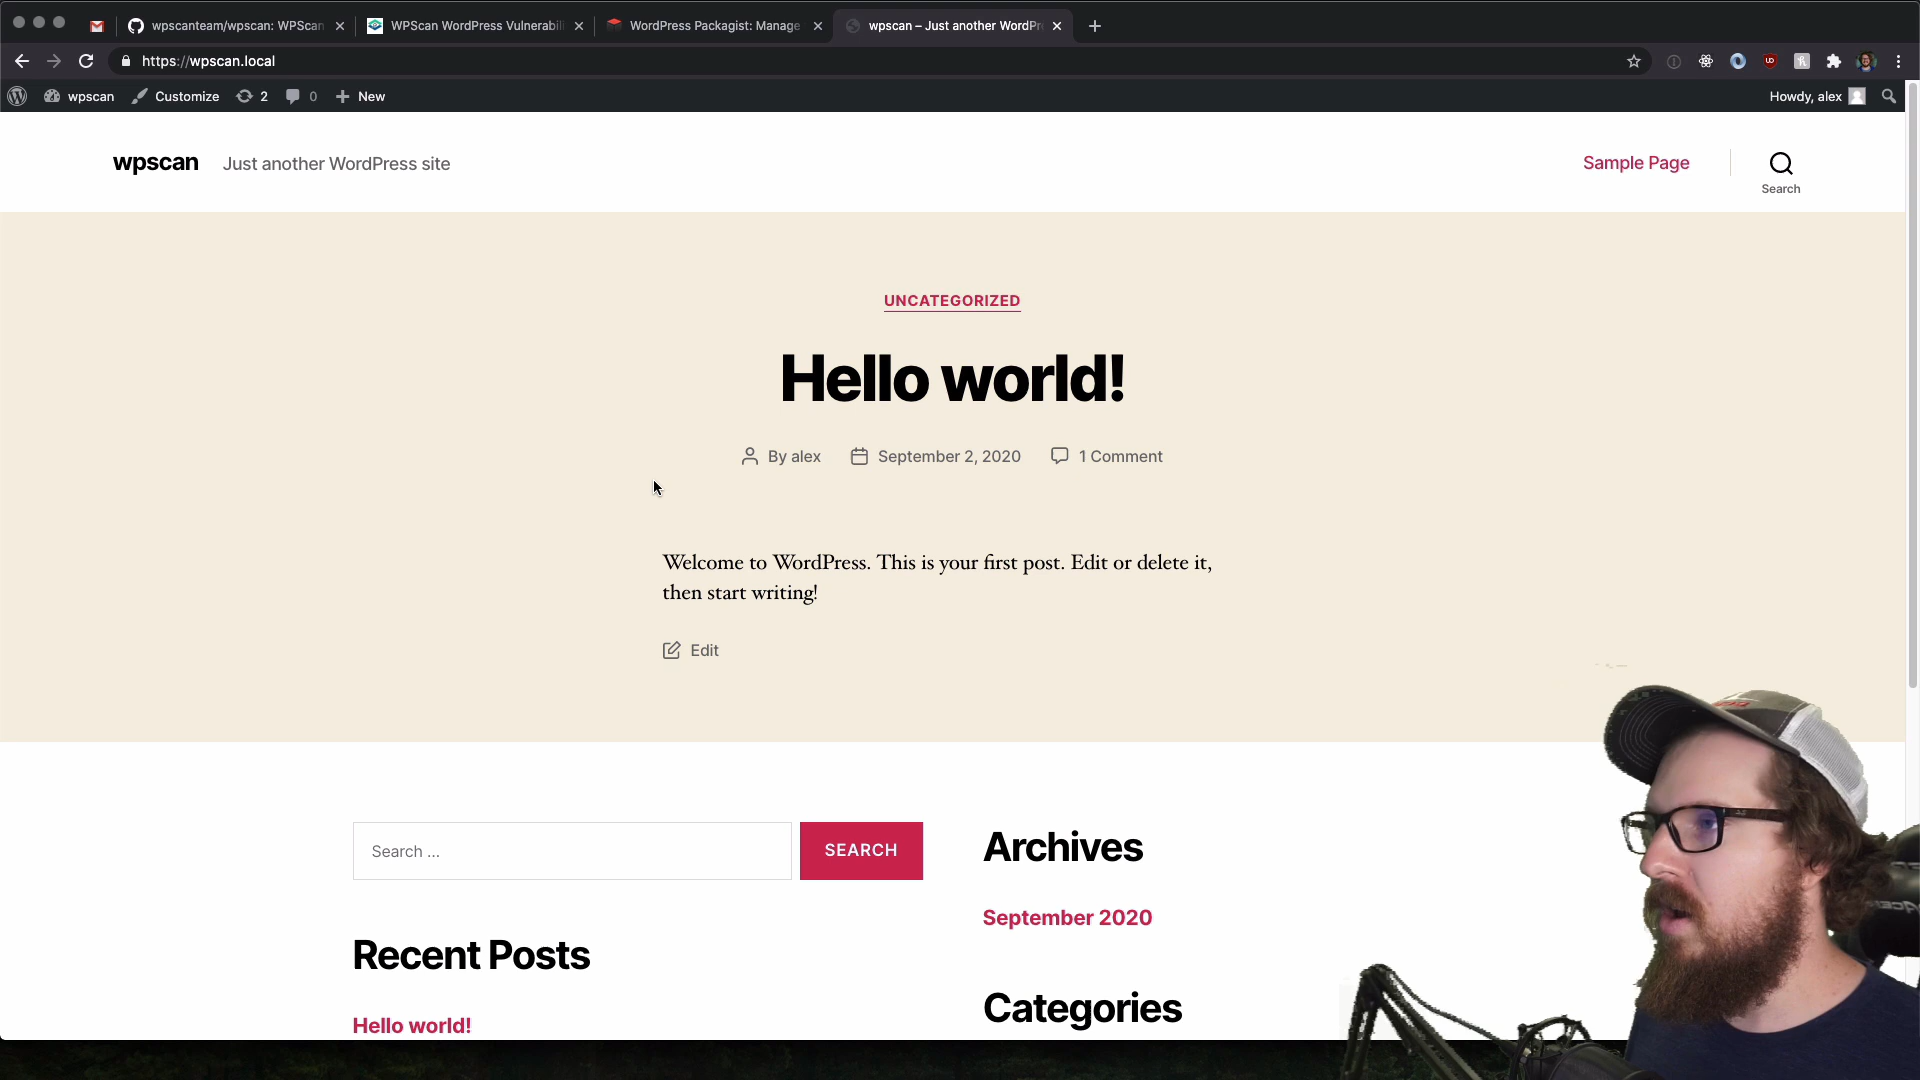 wpscanteam/wpscan: WPScan
WPScan WordPress Vulnerabili
WordPress Packagist: Manage
wpscan – Just another WordPr
https://wpscan.local
wpscan
Customize
2
0
New
Howdy, alex
wpscan
Just another WordPress site
Sample Page
Search
UNCATEGORIZED
Hello world!
By alex
September 2, 2020
1 Comment
Welcome to WordPress. This is your first post. Edit or delete it,
then start writing!
Edit
Search …
SEARCH
Archives
September 2020
Recent Posts
Categories
Hello world!